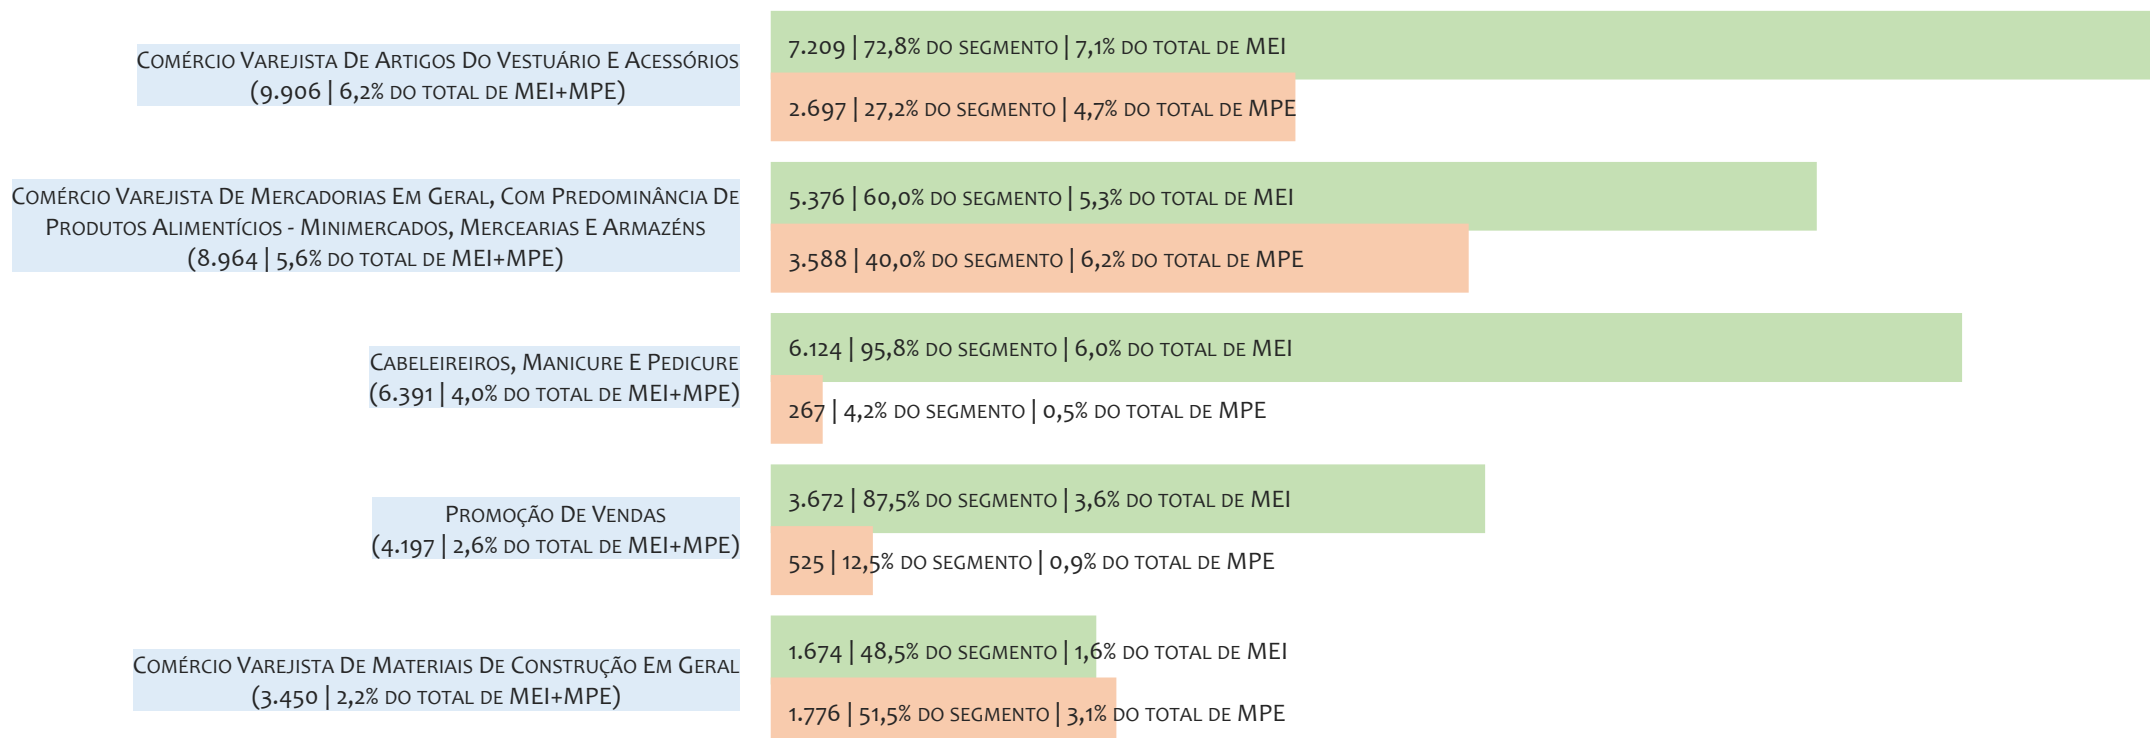 Comércio Varejista De Artigos Do Vestuário E Acessórios
(9.906 | 6,2% do total de MEI+MPE)
7.209 | 72,8% do segmento | 7,1% do total de MEI
2.697 | 27,2% do segmento | 4,7% do total de MPE
Comércio Varejista De Mercadorias Em Geral, Com Predominância De
Produtos Alimentícios - Minimercados, Mercearias E Armazéns
(8.964 | 5,6% do total de MEI+MPE)
5.376 | 60,0% do segmento | 5,3% do total de MEI
3.588 | 40,0% do segmento | 6,2% do total de MPE
Cabeleireiros, Manicure E Pedicure
(6.391 | 4,0% do total de MEI+MPE)
6.124 | 95,8% do segmento | 6,0% do total de MEI
267 | 4,2% do segmento | 0,5% do total de MPE
Promoção De Vendas
(4.197 | 2,6% do total de MEI+MPE)
3.672 | 87,5% do segmento | 3,6% do total de MEI
525 | 12,5% do segmento | 0,9% do total de MPE
Comércio Varejista De Materiais De Construção Em Geral
(3.450 | 2,2% do total de MEI+MPE)
1.674 | 48,5% do segmento | 1,6% do total de MEI
1.776 | 51,5% do segmento | 3,1% do total de MPE